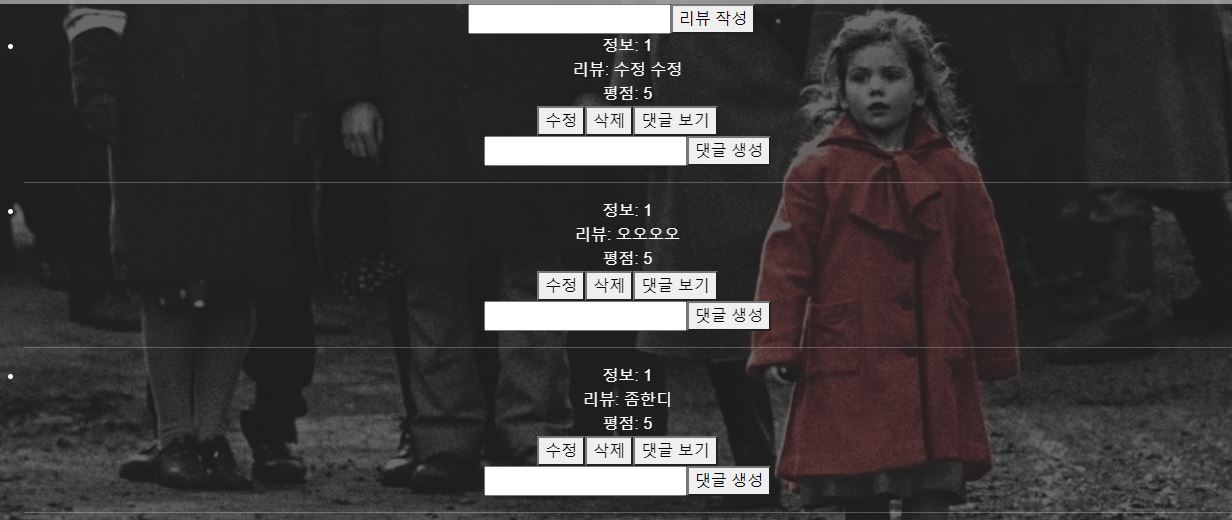 리뷰 작성
정보: 1
리뷰: 수정 수정
평점: 5
수정 삭제 댓글 보기
댓글 생성
정보: 1
리뷰: 오오오오
평점: 5
수정 삭제 댓글 보기
댓글 생성
정보: 1
리뷰: 좀한디
평점: 5
수정 삭제 댓글 보기
댓글 생성